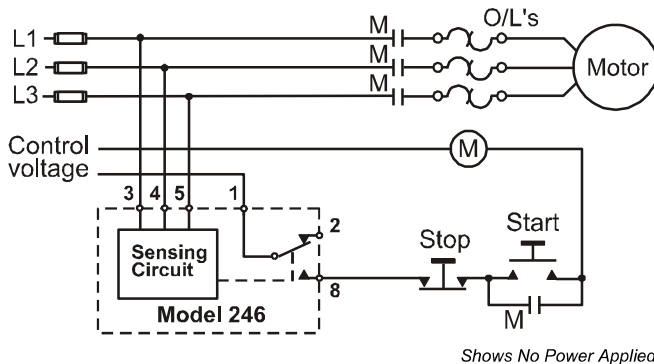 M O/L's
L1
M
L2
Motor
M
L3
Control
voltage
M
3 4 5 1
2
Sensing
Circuit
Stop Start
8
Model 246
M
Shows No Power Applied